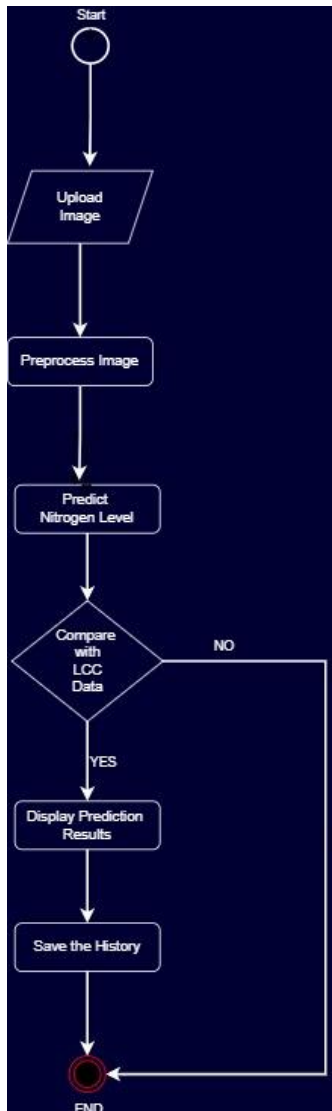 Start
Upload
Image
Preprocess Image
Predict
Nitrogen Level
Compare
with
LCC
Data
NO
YES
Display Prediction
Results
Save the History
END